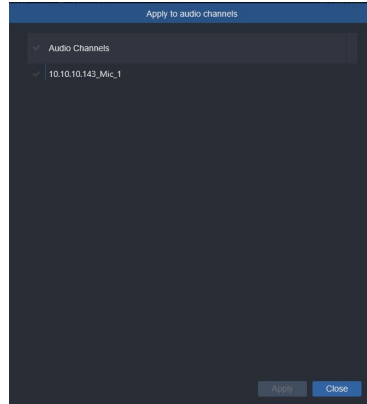 Apply to audio channels
Audio Channels
10.10.10.143_Mic_1
Apply Close